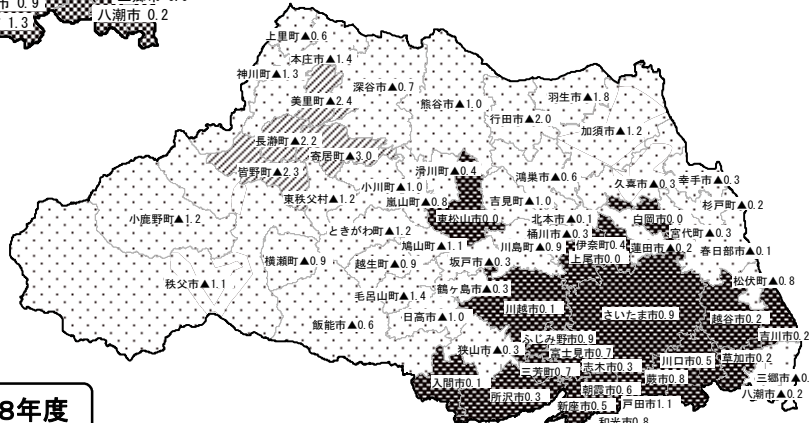 市 0.9
1.3
八潮市 0.2
上里町▲0.6
本庄市▲1.4
神川町▲1.3
深谷市▲0.7
美里町▲2.4
熊谷市▲1.0
羽生市▲1.8
行田市▲2.0
加須市▲1.2
長瀞町▲2.2
寄居町▲3.0
皆野町▲2.3
滑川町▲0.4
鴻巣市▲0.6
久喜市▲0.3
幸手市▲0.3
小川町▲1.0
東秩父村▲1.2
嵐山町▲0.8
吉見町▲1.0
杉戸町▲0.2
小鹿野町▲1.2
東松山市0.0
北本市▲0.1
白岡市0.0
ときがわ町▲1.2
桶川市▲0.3
宮代町▲0.3
鳩山町▲1.1
川島町▲0.9
伊奈町0.4
蓮田市▲0.2
春日部市▲0.1
横瀬町▲0.9
越生町▲0.9
坂戸市▲0.3
上尾市0.0
秩父市▲1.1
松伏町▲0.8
毛呂山町▲1.4
鶴ヶ島市▲0.3
川越市0.1
さいたま市0.9
越谷市0.2
日高市▲1.0
飯能市▲0.6
吉川市0.2
ふじみ野市0.9
狭山市▲0.3
富士見市0.7
川口市0.5
草加市0.2
三芳町0.7
志木市0.3
三郷市▲0.
入間市0.1
朝霞市0.6
蕨市0.8
八潮市▲0.2
所沢市0.3
新座市0.5
戸田市1.1
和光市0.8
8年度